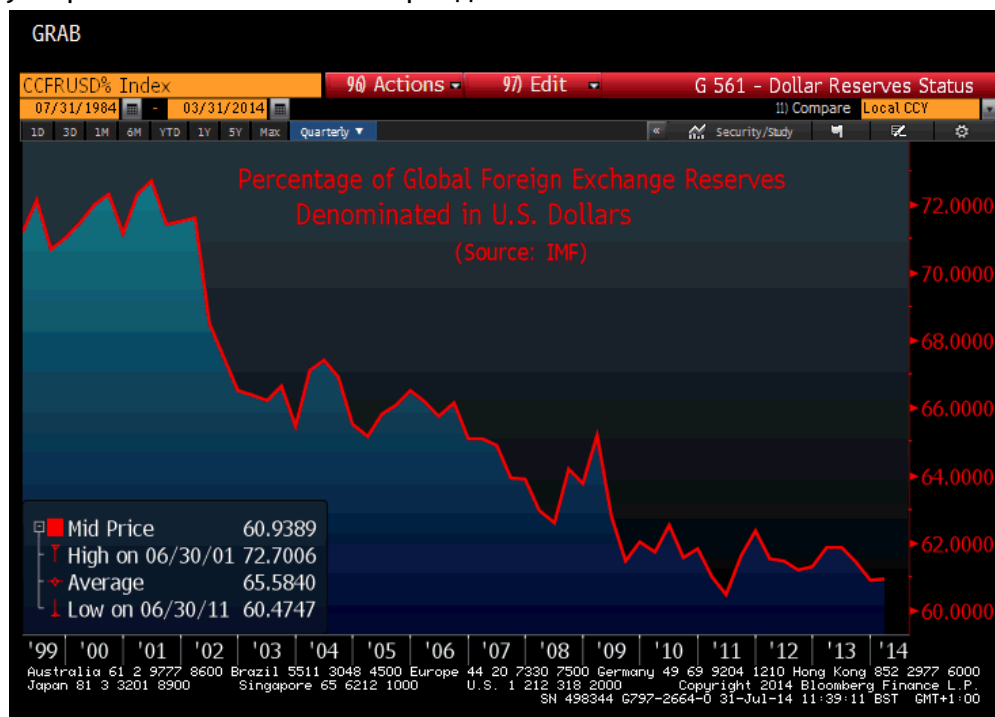 GRAB
CCFRUSD% Index 96) Actions 97) Edit G 561 - Dollar Reserves Status
07/31/1984 - 03/31/2014 11) Compare Local CCY
1D 3D 1M 6M YTD 1Y 5Y Max Quarterly ▼ « Security/Study
Percentage of Global Foreign Exchange Reserves
Denominated in U.S. Dollars
(Source: IMF)
72.0000
70.0000
68.0000
66.0000
64.0000
62.0000
60.0000
Mid Price 60.9389
High on 06/30/01 72.7006
Average 65.5840
Low on 06/30/11 60.4747
'99 '00 '01 '02 '03 '04 '05 '06 '07 '08 '09 '10 '11 '12 '13 '14
Australia 61 2 9777 8600 Brazil 5511 3048 4500 Europe 44 20 7330 7500 Germany 49 69 9204 1210 Hong Kong 852 2977 6000
Japan 81 3 3201 8900 Singapore 65 6212 1000 U.S. 1 212 318 2000 Copyright 2014 Bloomberg Finance L.P.
SN 498344 G797-2664-0 31-Jul-14 11:39:11 BST GMT+1:00